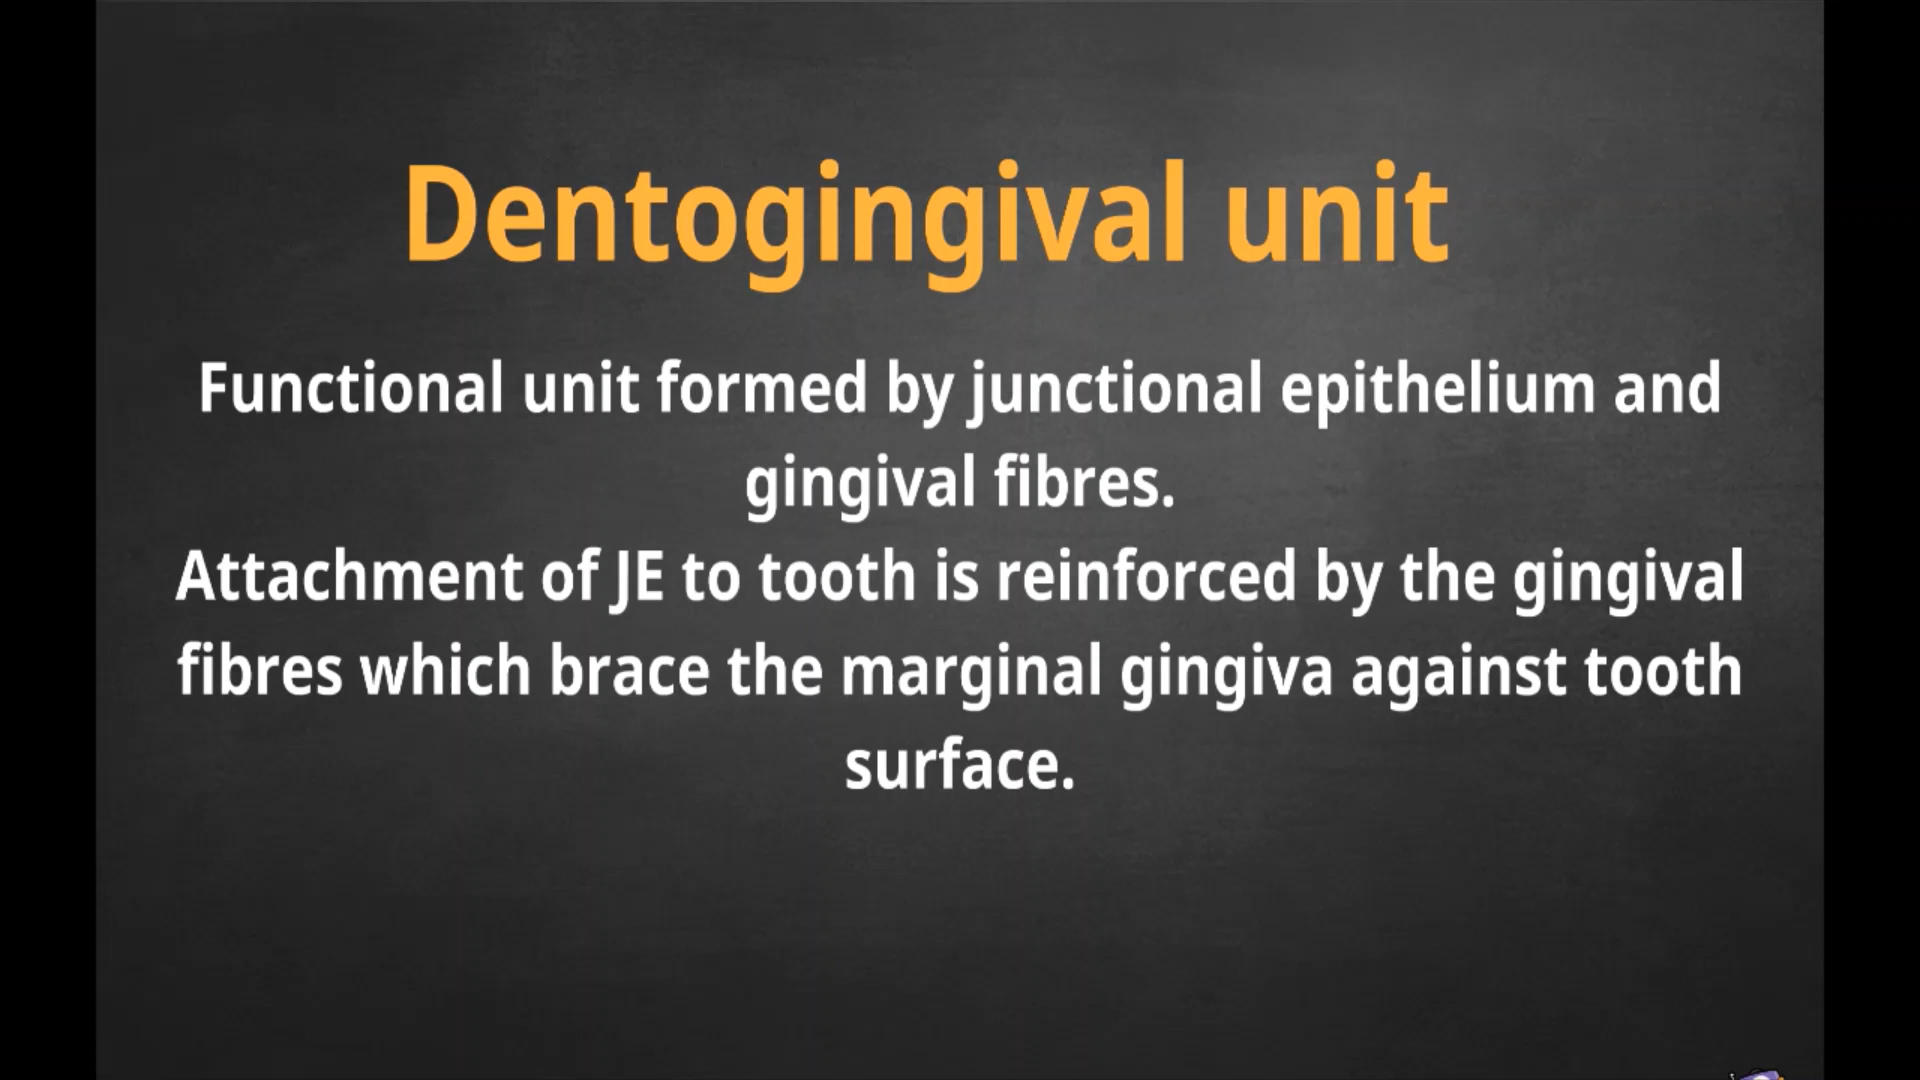 Dentogingival unit
Functional unit formed by junctional epithelium and
gingival fibres.
Attachment of JE to tooth is reinforced by the gingival
fibres which brace the marginal gingiva against tooth
surface.